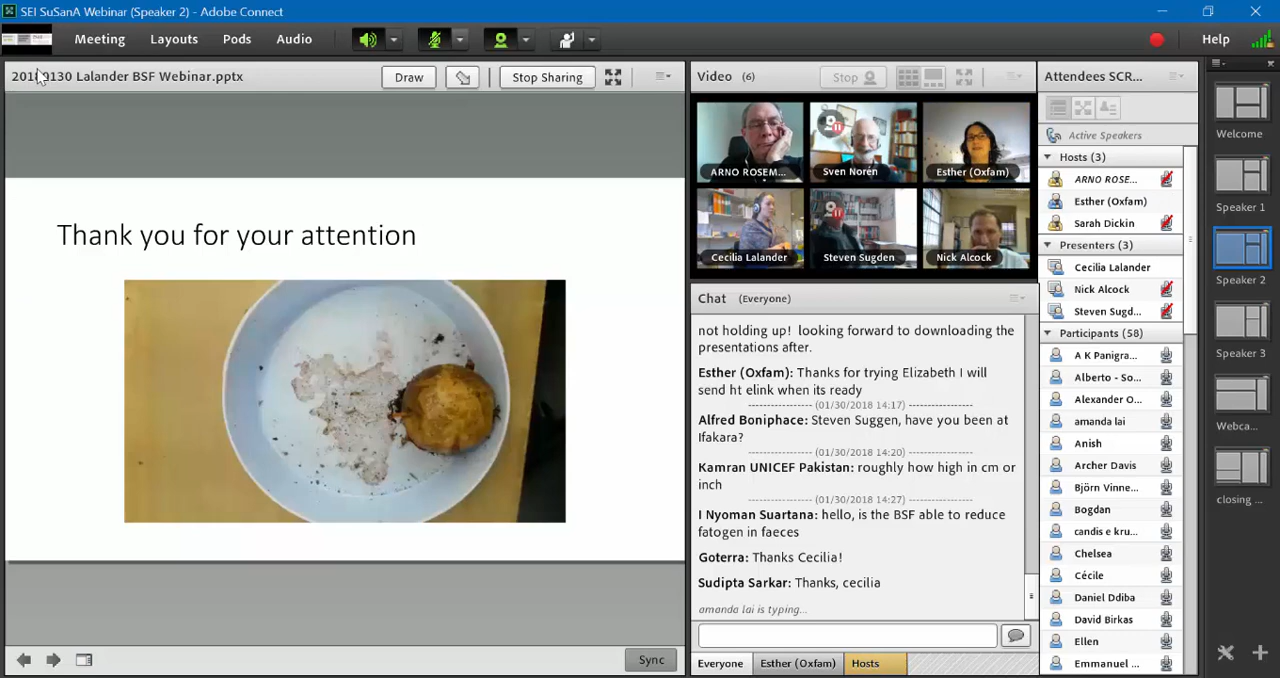 SEI SuSanA Webinar (Speaker 2) - Adobe Connect
Meeting Layouts Pods Audio Help
Lalander BSF Webinar.pptx
Draw
Stop Sharing
Thank you for your attention
Sync
Video (6)
Stop
ARNO ROSEM...
Sven Norén
Esther (Oxfam)
Cecilia Lalander
Steven Sugden
Nick Alcock
Chat (Everyone)
not holding up! looking forward to downloading the
presentations after.
Esther (Oxfam): Thanks for trying Elizabeth I will
send ht elink when its ready
(01/30/2018 14:17)
Alfred Boniphace: Steven Suggen, have you been at
Ifakara?
(01/30/2018 14:20)
Kamran UNICEF Pakistan: roughly how high in cm or
inch
(01/30/2018 14:27)
I Nyoman Suartana: hello, is the BSF able to reduce
fatogen in faeces
Goterra: Thanks Cecilia!
Sudipta Sarkar: Thanks, cecilia
amanda lai is typing...
Everyone
Esther (Oxfam)
Hosts
Attendees SCR...
Active Speakers
Hosts (3)
ARNO ROSE...
Esther (Oxfam)
Sarah Dickin
Presenters (3)
Cecilia Lalander
Nick Alcock
Steven Sugd...
Participants (58)
A K Panigra...
Alberto - So...
Alexander O...
amanda lai
Anish
Archer Davis
Björn Vinne...
Bogdan
candis e kru...
Chelsea
Cécile
Daniel Ddiba
David Birkas
Ellen
Emmanuel ...
Welcome
Speaker 1
Speaker 2
Speaker 3
Webca...
closing ...